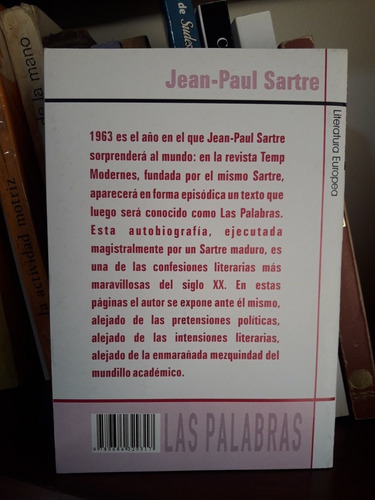 Jean-Paul Sartre
Literatura Europea
1963 es el año en el que Jean-Paul Sartre
sorprenderá al mundo: en la revista Temp
Modernes, fundada por el mismo Sartre,
aparecerá en forma episódica un texto que
luego será conocido como Las Palabras.
Esta autobiografía, ejecutada
magistralmente por un Sartre maduro, es
una de las confesiones literarias más
maravillosas del siglo XX. En estas
páginas el autor se expone ante él mismo,
alejado de las pretensiones políticas,
alejado de las intensiones literarias,
alejado de la enmarañada mezquindad del
mundillo académico.
LAS PALABRAS
la actividad motriz
de la mano
de Sudes